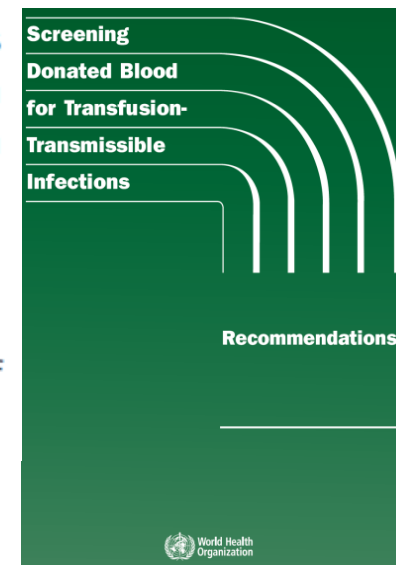 Screening
Donated Blood
for Transfusion-
Transmissible
Infections
Recommendations
World Health
Organization